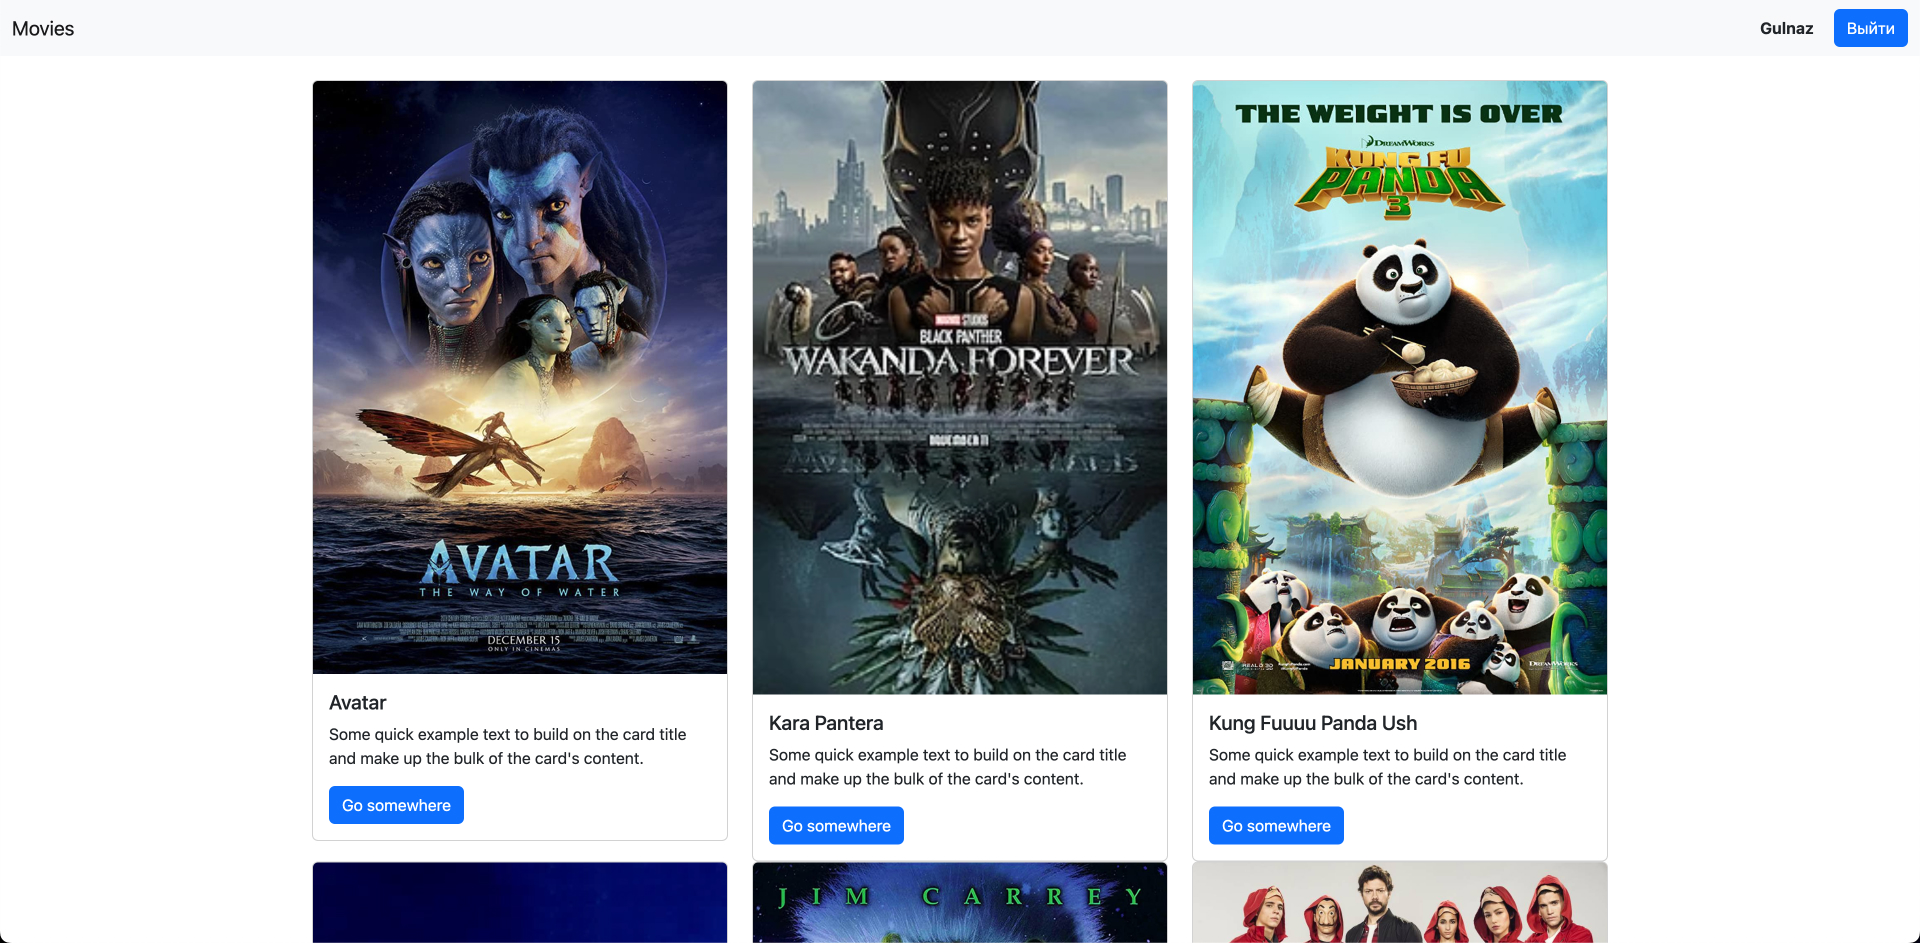 Movies
Gulnaz
Выйти
AVATAR
THE WAY OF WATER
DECEMBER 15
ONLY IN CINEMAS
Avatar
Some quick example text to build on the card title
and make up the bulk of the card's content.
Go somewhere
MARVEL STUDIOS
BLACK PANTHER
WAKANDA FOREVER
NOVEMBER 11
Kara Pantera
Some quick example text to build on the card title
and make up the bulk of the card's content.
Go somewhere
THE WEIGHT IS OVER
DREAMWORKS
KUNG FU
PANDA
3
REALD 3D
JANUARY 2016
DREAMWORKS
Kung Fuuuu Panda Ush
Some quick example text to build on the card title
and make up the bulk of the card's content.
Go somewhere
JIM CARREY